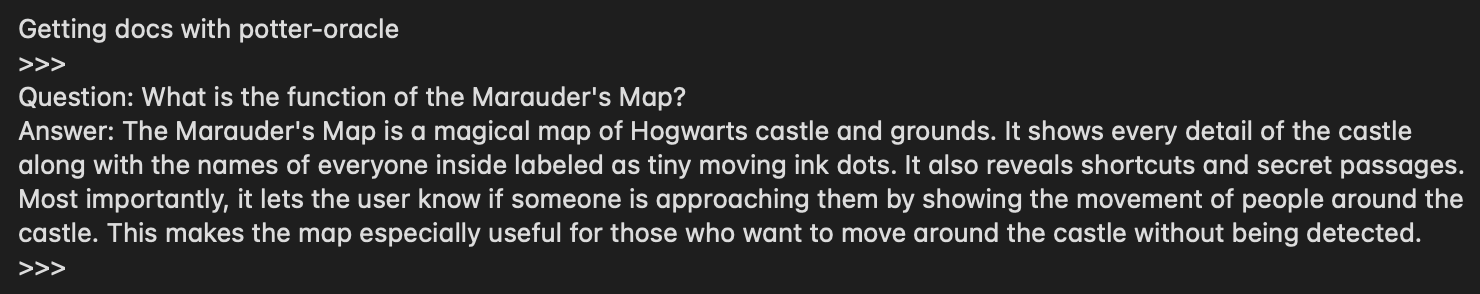 Getting docs with potter-oracle
>>>
Question: What is the function of the Marauder's Map?
Answer: The Marauder's Map is a magical map of Hogwarts castle and grounds. It shows every detail of the castle
along with the names of everyone inside labeled as tiny moving ink dots. It also reveals shortcuts and secret passages.
Most importantly, it lets the user know if someone is approaching them by showing the movement of people around the
castle. This makes the map especially useful for those who want to move around the castle without being detected.
>>>